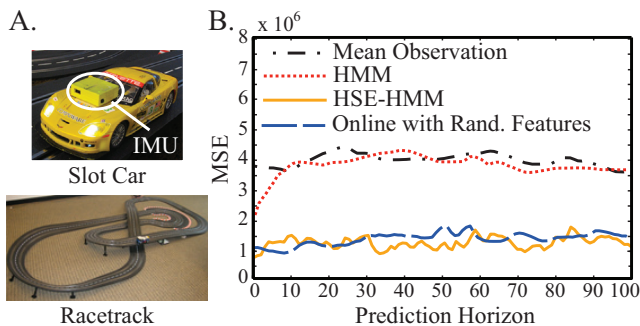 A.
IMU
Slot Car
Racetrack
B.
x 10^6
8
7
6
5
4
3
2
1
0
MSE
Mean Observation
HMM
HSE-HMM
Online with Rand. Features
0 10 20 30 40 50 60 70 80 90 100
Prediction Horizon